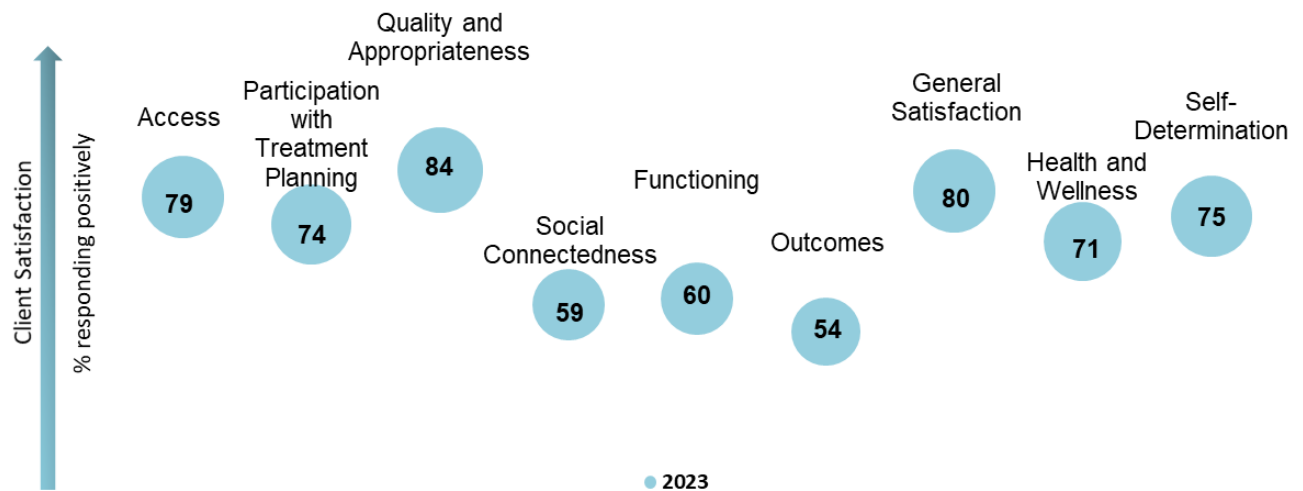 Client Satisfaction
% responding positively
Access
79
Participation
with
Treatment
Planning
74
Quality and
Appropriateness
84
Social
Connectedness
59
Functioning
60
Outcomes
54
General
Satisfaction
80
Health and
Wellness
71
Self-
Determination
75
2023